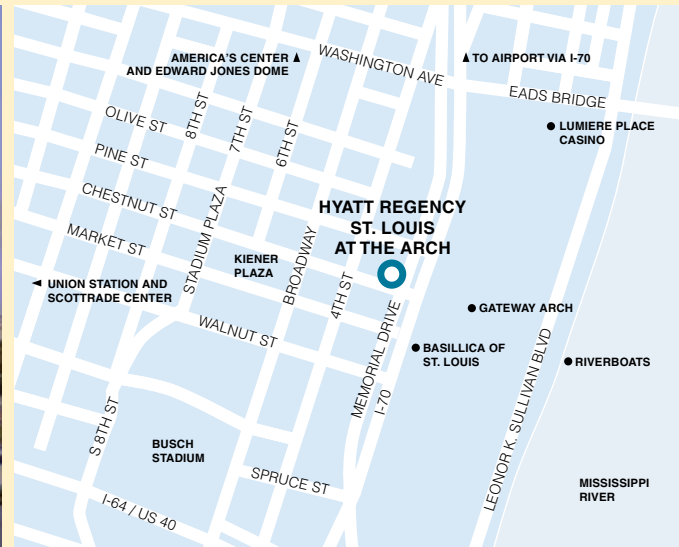 AMERICA'S CENTER
AND EDWARD JONES DOME
WASHINGTON AVE
TO AIRPORT VIA I-70
EADS BRIDGE
LUMIERE PLACE
CASINO
OLIVE ST
8TH ST
7TH ST
6TH ST
PINE ST
CHESTNUT ST
MARKET ST
STADIUM PLAZA
KIENER
PLAZA
BROADWAY
HYATT REGENCY
ST. LOUIS
AT THE ARCH
4TH ST
UNION STATION AND
SCOTTRADE CENTER
WALNUT ST
MEMORIAL DRIVE
I-70
GATEWAY ARCH
BASILLICA OF
ST. LOUIS
RIVERBOATS
LEONOR K. SULLIVAN BLVD
S 8TH ST
BUSCH
STADIUM
SPRUCE ST
I-64 / US 40
MISSISSIPPI
RIVER